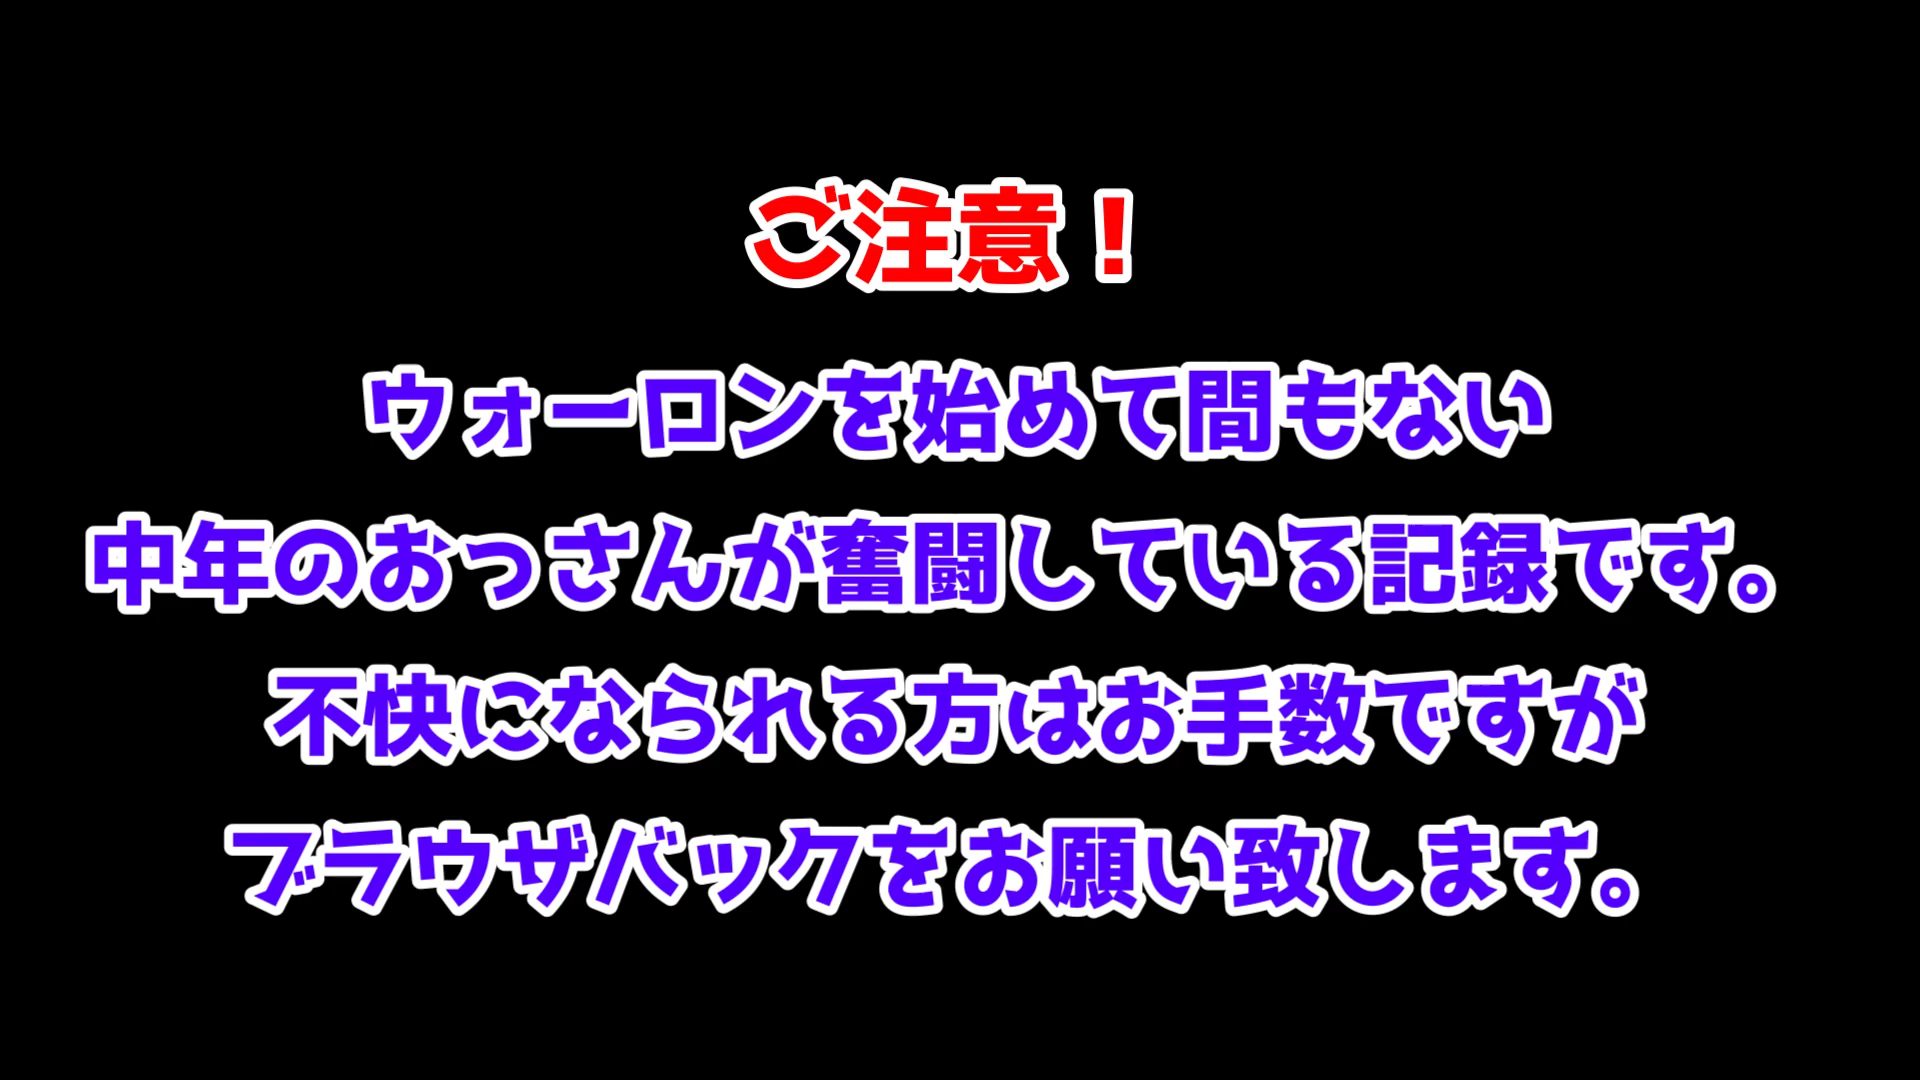 ご注意！
ウォーロンを始めて間もない
中年のおっさんが奮闘している記録です。
不快になられる方はお手数ですが
ブラウザバックをお願い致します。